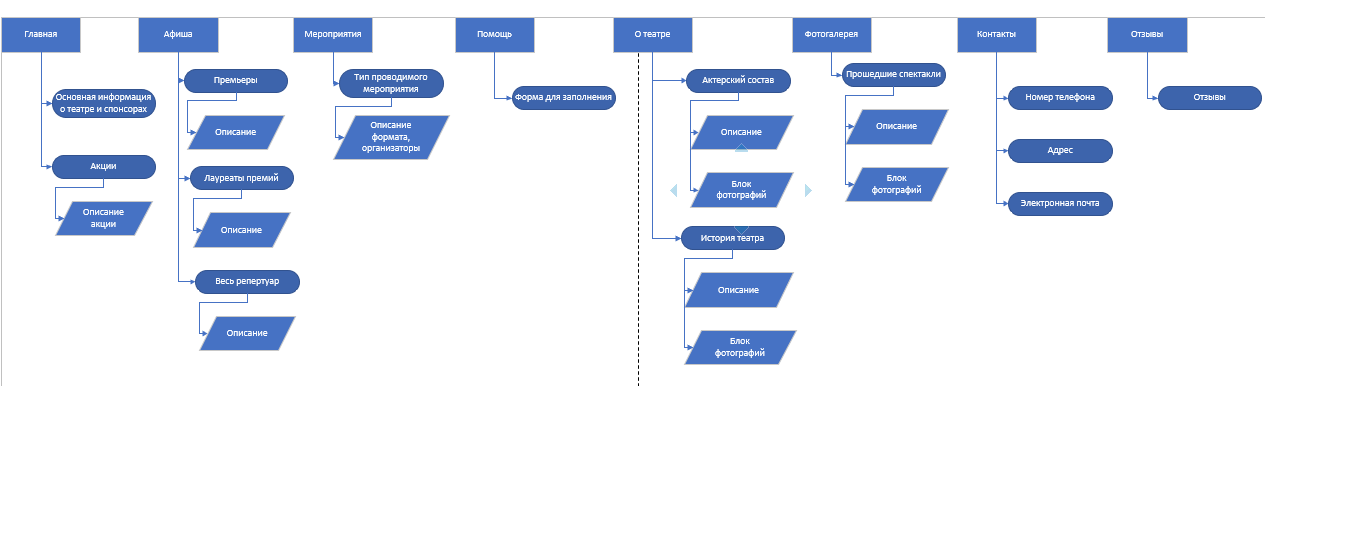 Главная
Афиша
Мероприятия
Помощь
О театре
Фотогалерея
Контакты
Отзывы
Основная информация
о театре и спонсорах
Акции
Описание
акции
Премьеры
Описание
Лауреаты премий
Описание
Весь репертуар
Описание
Тип проводимого
мероприятия
Описание
формата,
организаторы
Форма для заполнения
Актерский состав
Описание
Блок
фотографий
История театра
Описание
Блок
фотографий
Прошедшие спектакли
Описание
Блок
фотографий
Номер телефона
Адрес
Электронная почта
Отзывы